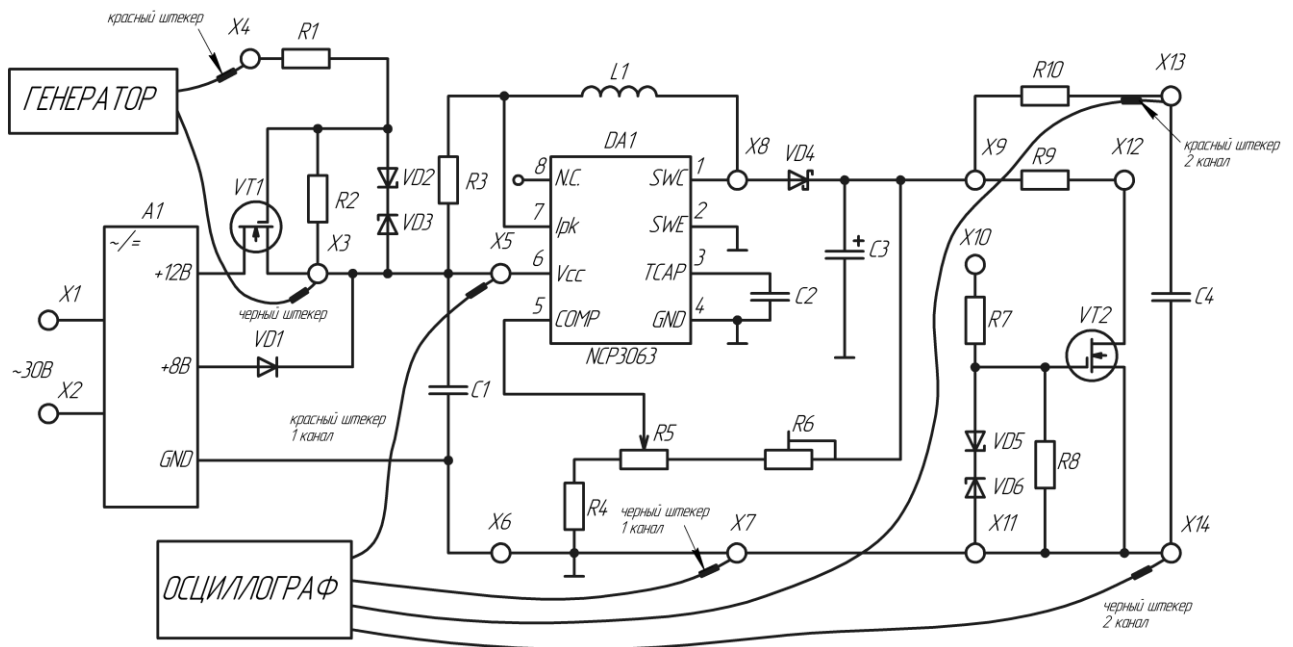 красный штекер
X4
R1
ГЕНЕРАТОР
L1
R10
X13
DA1
X8
VD4
X9
X12
красный штекер
2 канал
8
N.C.
SWC
1
R9
VT1
R2
VD2
R3
VD3
7
Ipk
SWE
2
A1
~/=
X3
X5
C3
X10
+12В
6
Vcc
TCAP
3
C2
C4
X1
черный штекер
5
COMP
GND
4
R7
VT2
VD1
NCP3063
~30В
+8В
X2
C1
красный штекер
1 канал
R5
R6
VD5
R8
GND
VD6
R4
черный штекер
1 канал
X6
X7
X11
X14
ОСЦИЛЛОГРАФ
черный штекер
2 канал